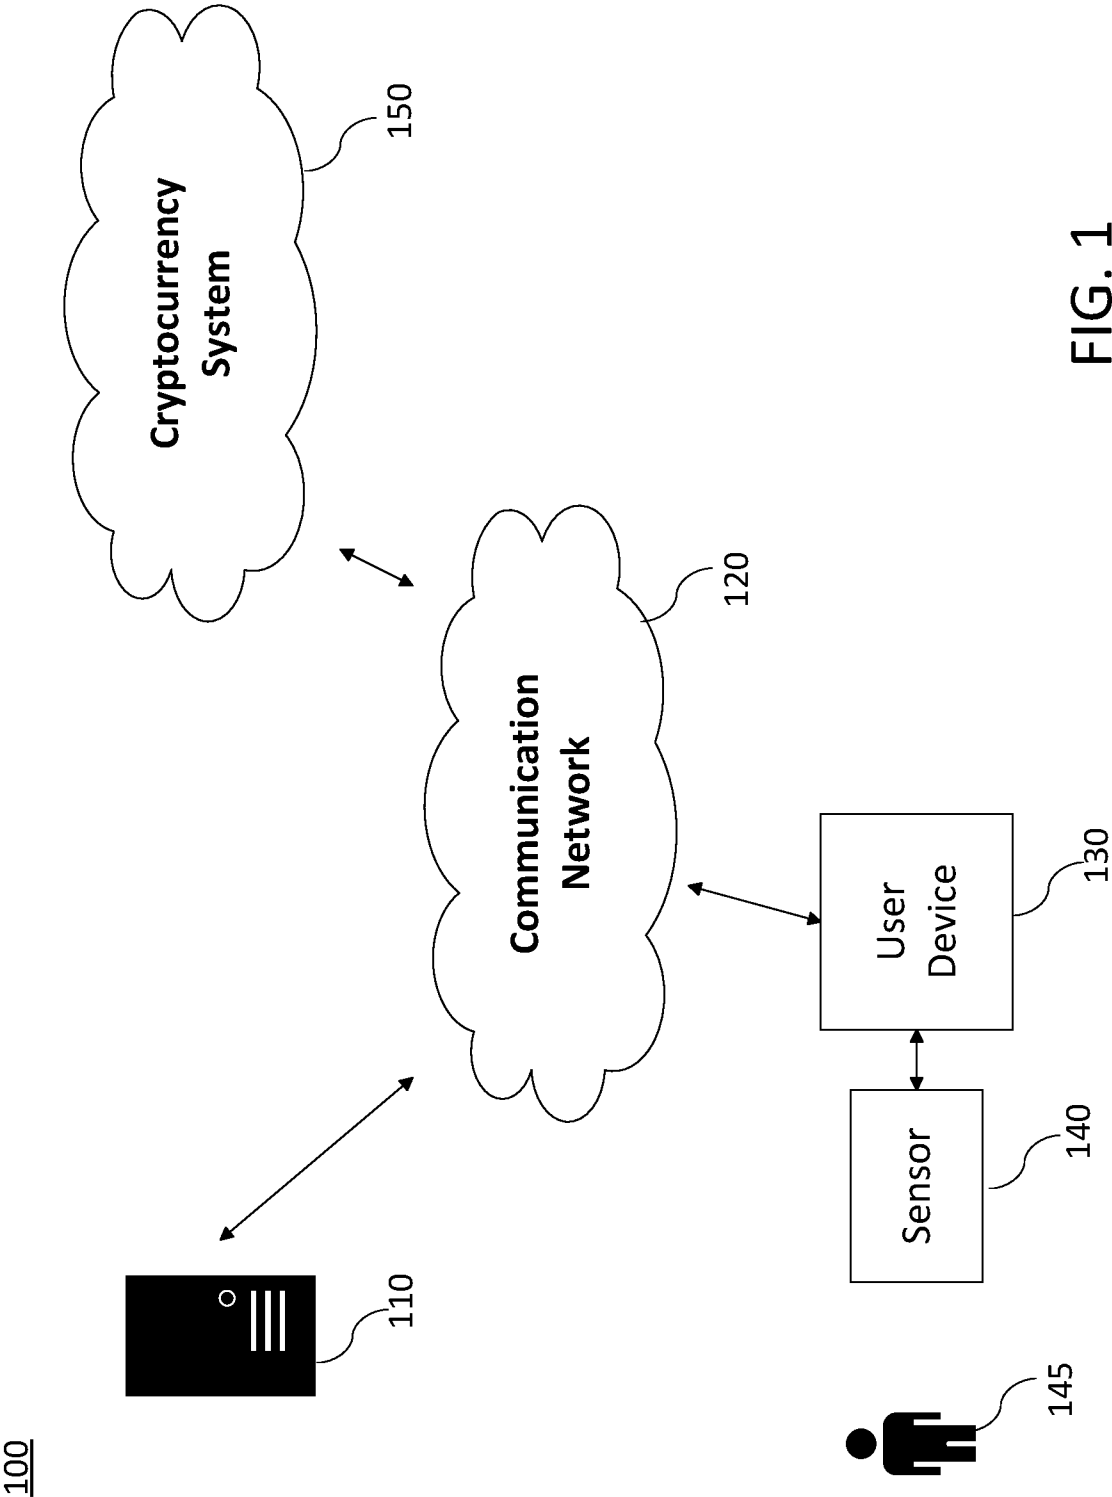 100
110
Cryptocurrency
System
150
Communication
Network
120
145
Sensor
140
User
Device
130
FIG. 1